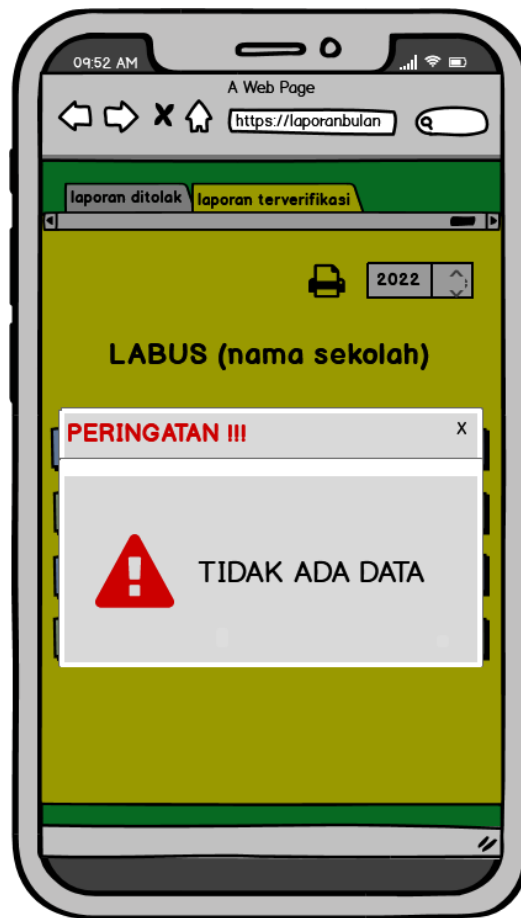 09:52 AM
A Web Page
https://laporanbulan
laporan ditolak
laporan terverifikasi
2022
LABUS (nama sekolah)
PERINGATAN !!!
X
TIDAK ADA DATA